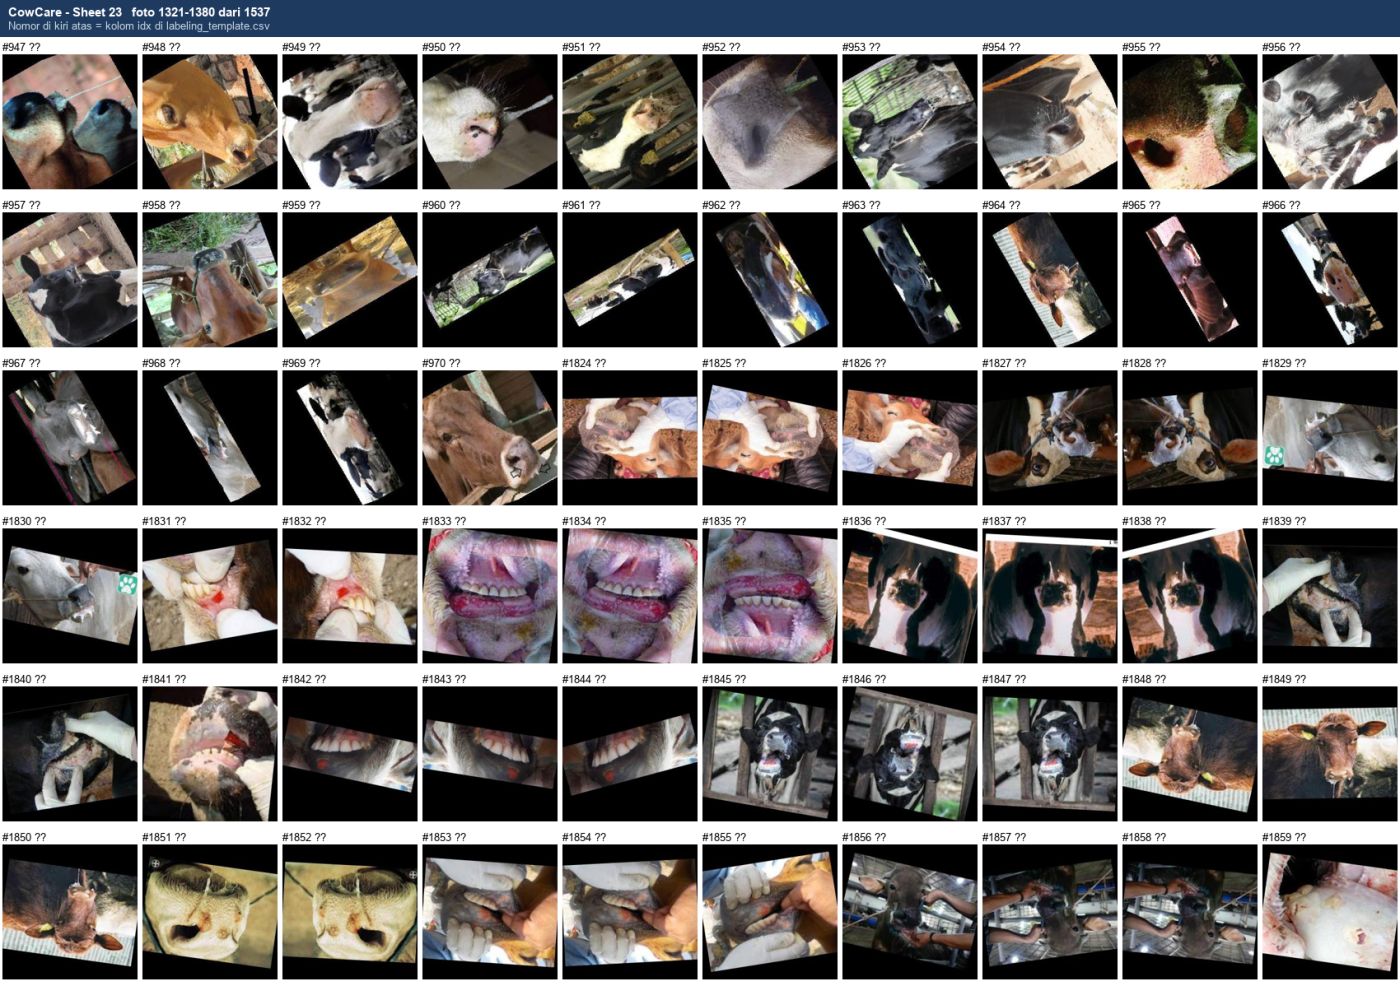 CowCare - Sheet 23   foto 1321-1380 dari 1537
Nomor di kiri atas = kolom idx di labeling_template.csv
#947 ?? #948 ?? #949 ?? #950 ?? #951 ?? #952 ?? #953 ?? #954 ?? #955 ?? #956 ??
#957 ?? #958 ?? #959 ?? #960 ?? #961 ?? #962 ?? #963 ?? #964 ?? #965 ?? #966 ??
#967 ?? #968 ?? #969 ?? #970 ?? #1824 ?? #1825 ?? #1826 ?? #1827 ?? #1828 ?? #1829 ??
#1830 ?? #1831 ?? #1832 ?? #1833 ?? #1834 ?? #1835 ?? #1836 ?? #1837 ?? #1838 ?? #1839 ??
#1840 ?? #1841 ?? #1842 ?? #1843 ?? #1844 ?? #1845 ?? #1846 ?? #1847 ?? #1848 ?? #1849 ??
#1850 ?? #1851 ?? #1852 ?? #1853 ?? #1854 ?? #1855 ?? #1856 ?? #1857 ?? #1858 ?? #1859 ??